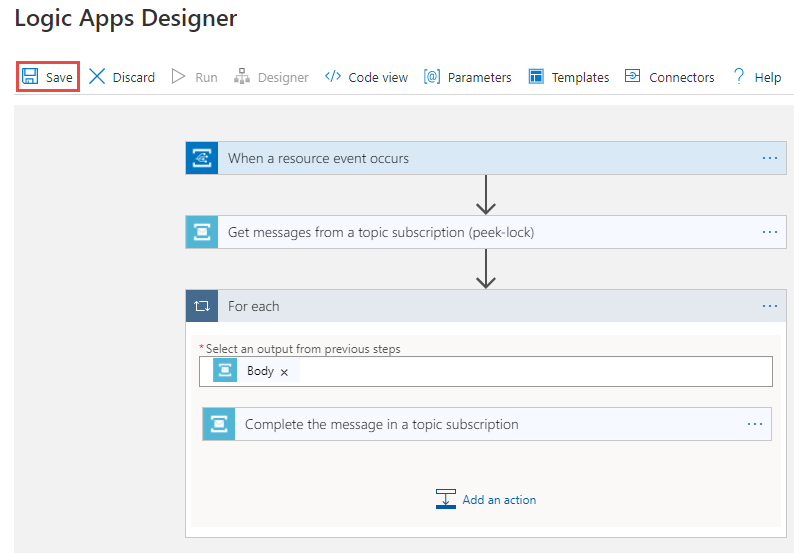 Logic Apps Designer
Save Discard Run Designer </> Code view [@] Parameters Templates Connectors ? Help
When a resource event occurs ...
Get messages from a topic subscription (peek-lock) ...
For each ...
*Select an output from previous steps
Body ×
Complete the message in a topic subscription ...
Add an action